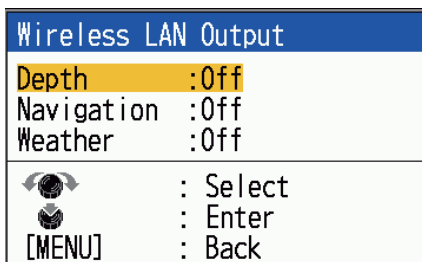 Wireless LAN Output
Depth :Off
Navigation :Off
Weather :Off
: Select
: Enter
[MENU] : Back